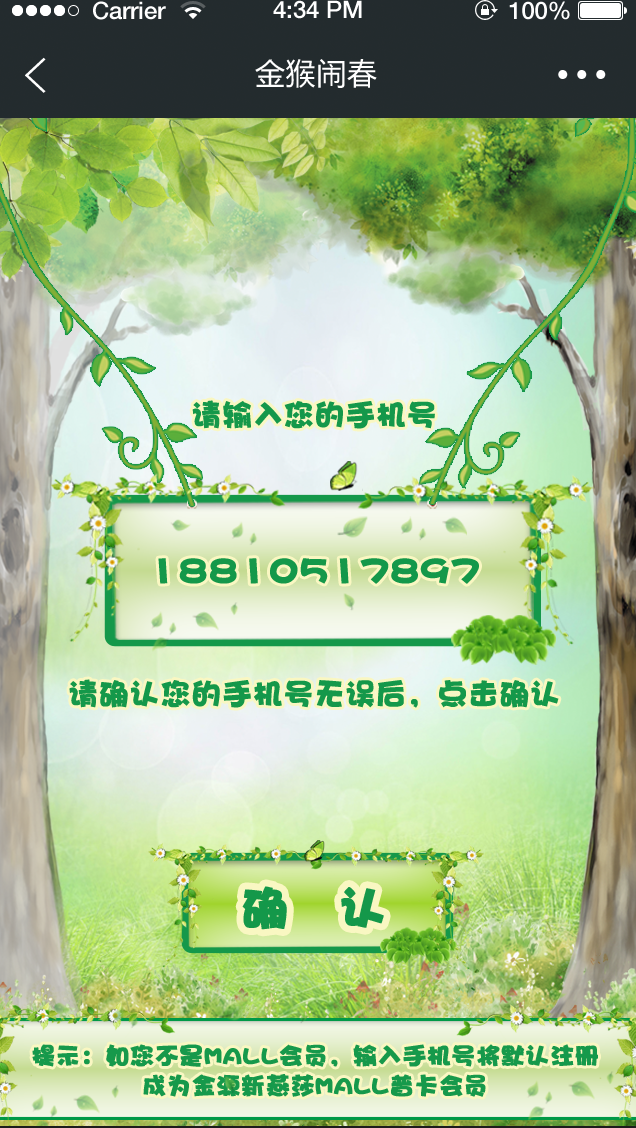 Carrier 4:34 PM 100%
金猴闹春
请输入您的手机号
18810517897
请确认您的手机号无误后，点击确认
确 认
提示：如您不是MALL会员，输入手机号将默认注册
成为金源新燕莎MALL普卡会员